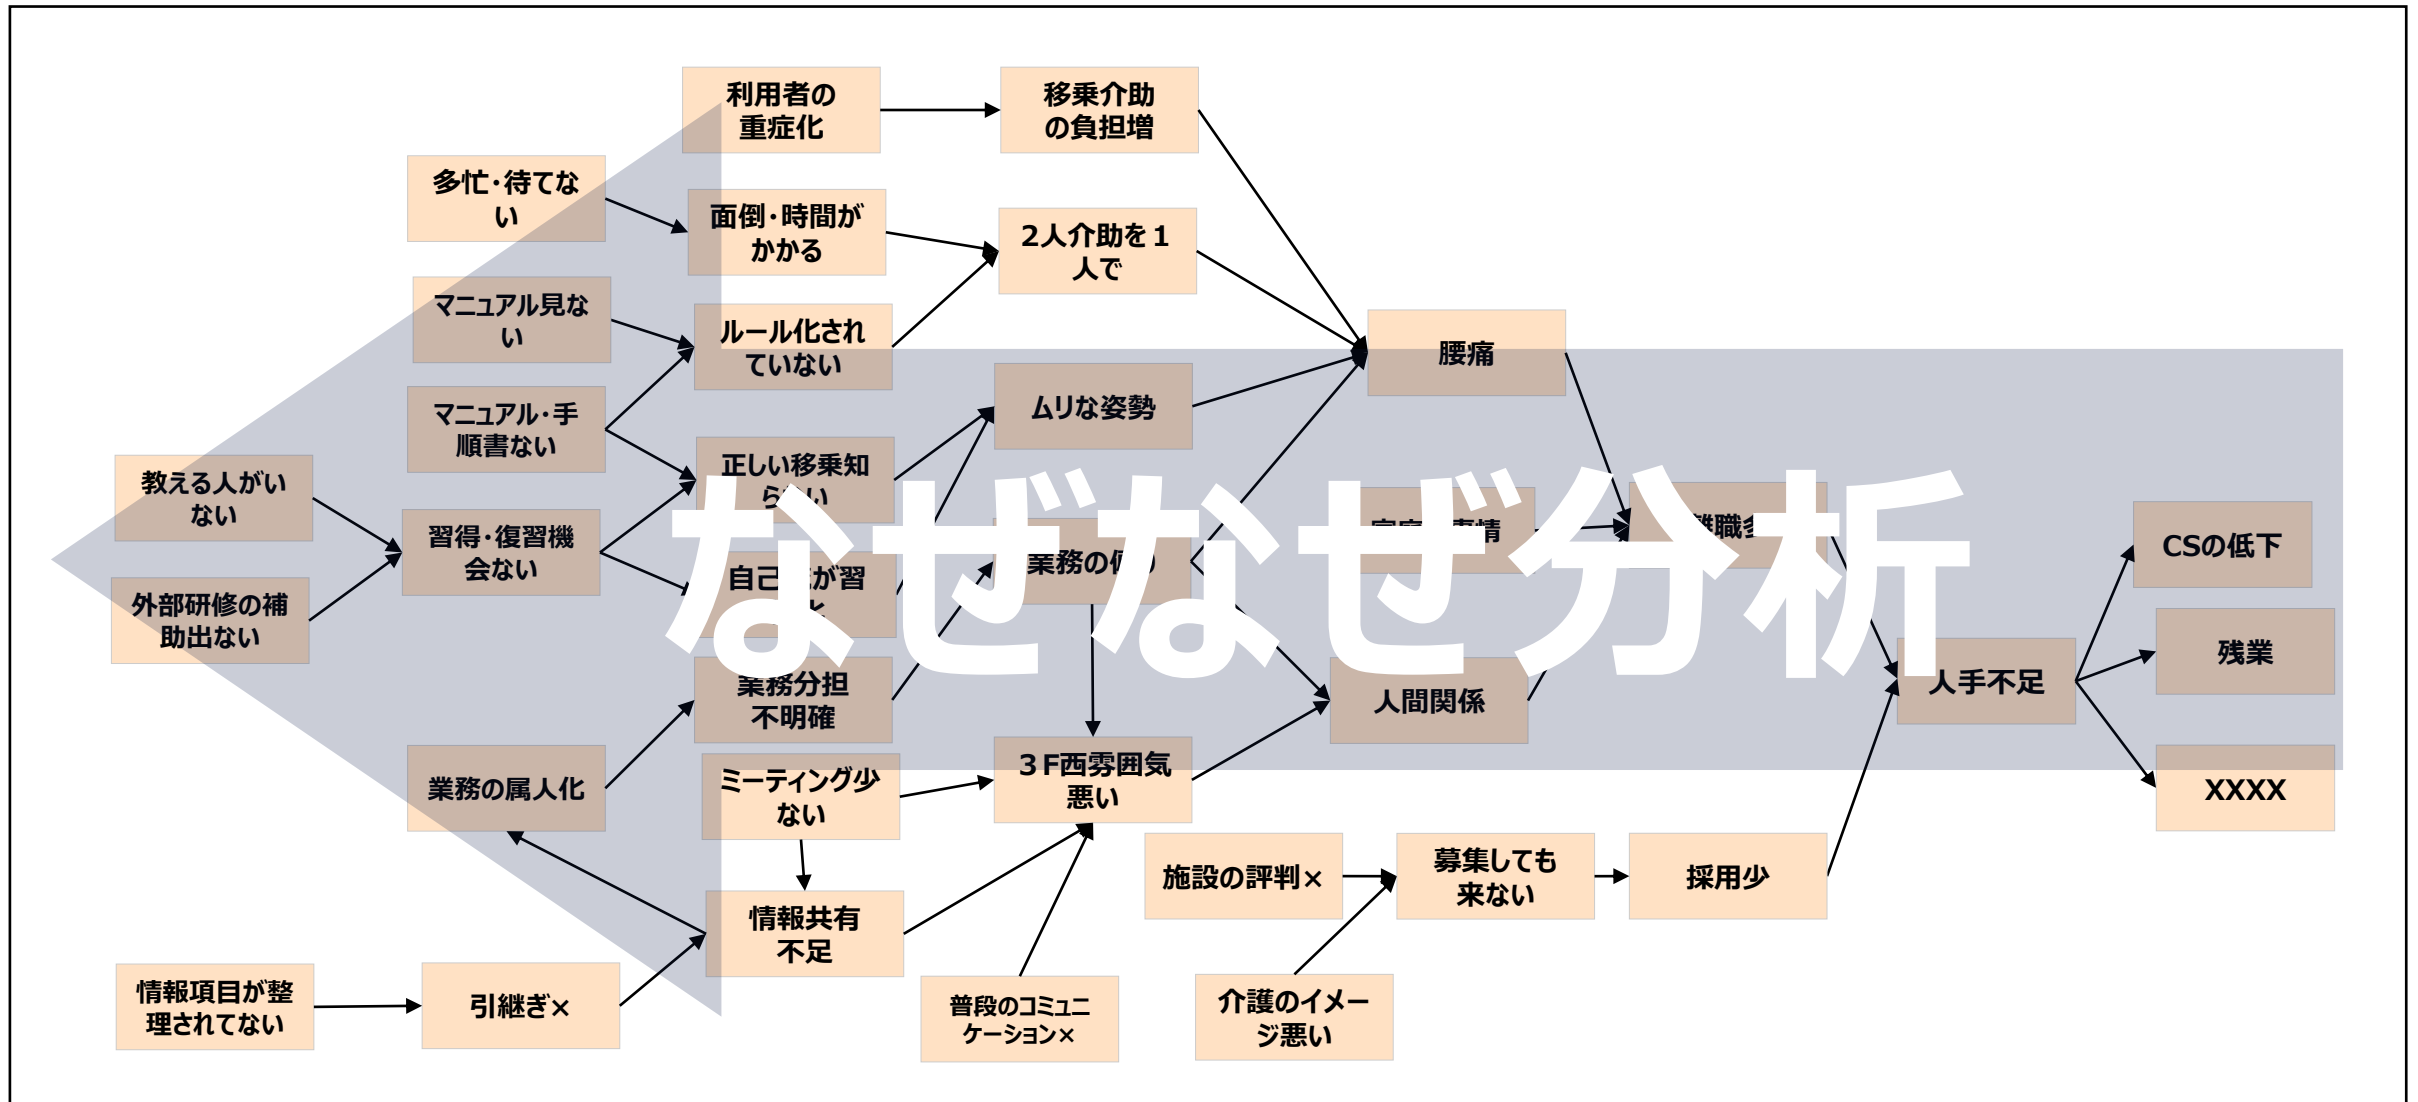 利用者の
重症化
移乗介助
の負担増
多忙・待てな
い
面倒・時間が
かかる
2人介助を１
人で
マニュアル見な
い
ルール化され
ていない
腰痛
ムリな姿勢
マニュアル・手
順書ない
正しい移乗知
教える人がい
ない
習得・復習機
会ない
なぜなぜ分析
CSの低下
外部研修の補
助出ない
残業
業務分担
不明確
人間関係
人手不足
業務の属人化
ミーティング少
ない
３F西雰囲気
悪い
XXXX
施設の評判×
募集しても
来ない
採用少
情報共有
不足
情報項目が整
理されてない
引継ぎ×
普段のコミュニ
ケーション×
介護のイメー
ジ悪い